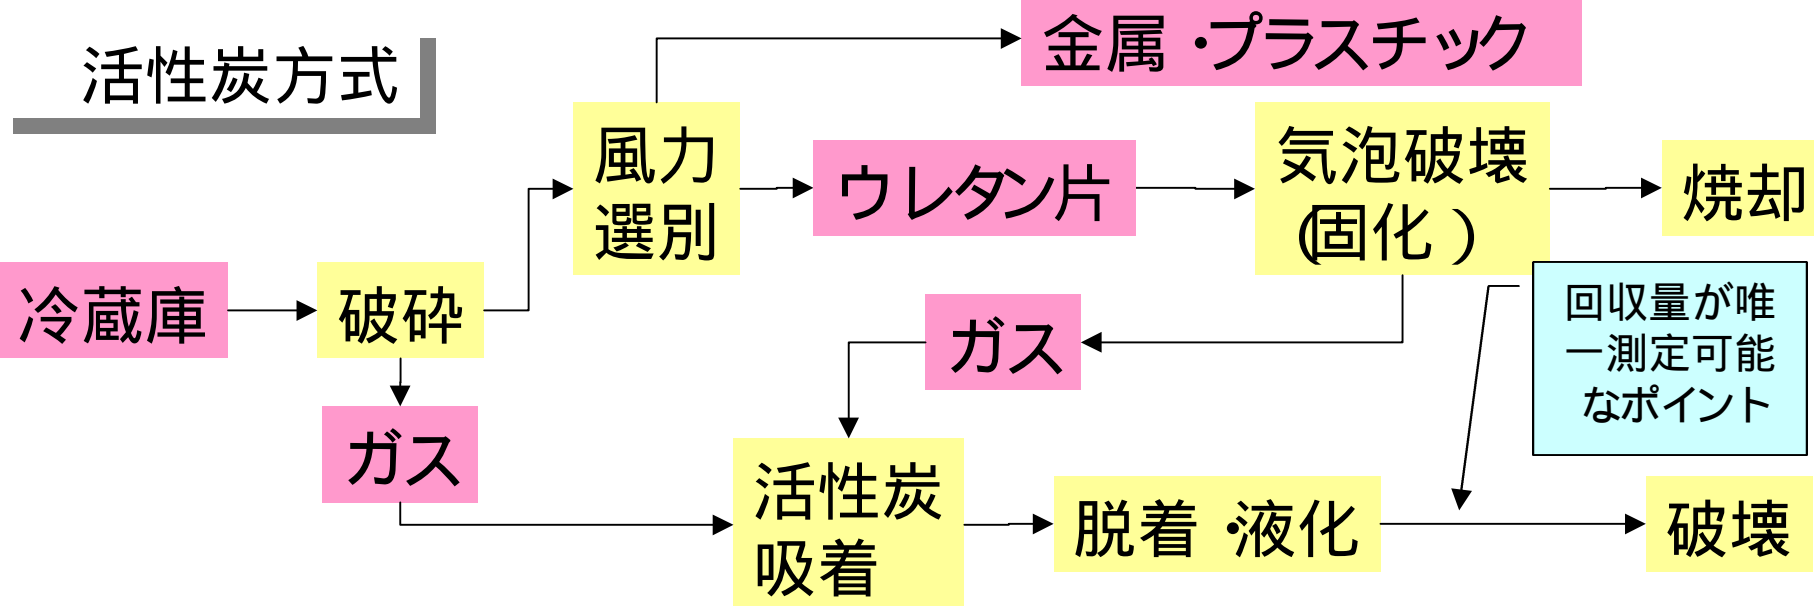 活性炭方式
金属・プラスチック
風力
選別
ウレタン片
気泡破壊
(固化)
焼却
冷蔵庫
破砕
ガス
回収量が唯
一測定可能
なポイント
ガス
活性炭
吸着
脱着・液化
破壊